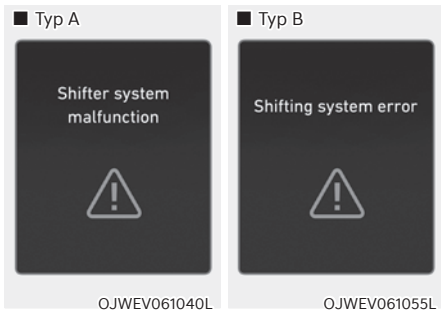 ■ Typ A
Shifter system
malfunction
OJWEV061040L
■ Typ B
Shifting system error
OJWEV061055L